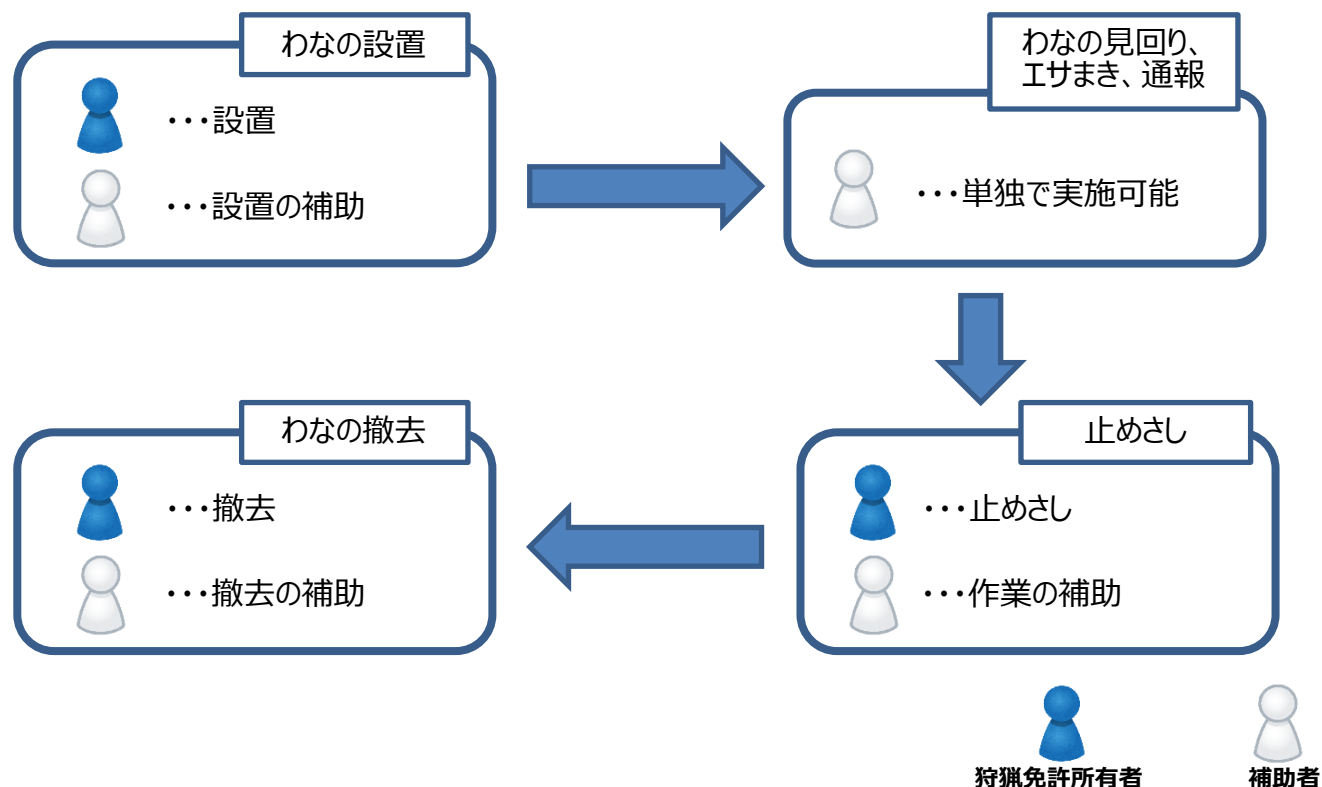 わなの設置
・・・設置
・・・設置の補助
わなの見回り、
エサまき、通報
・・・単独で実施可能
止めさし
・・・止めさし
・・・作業の補助
わなの撤去
・・・撤去
・・・撤去の補助
狩猟免許所有者
補助者